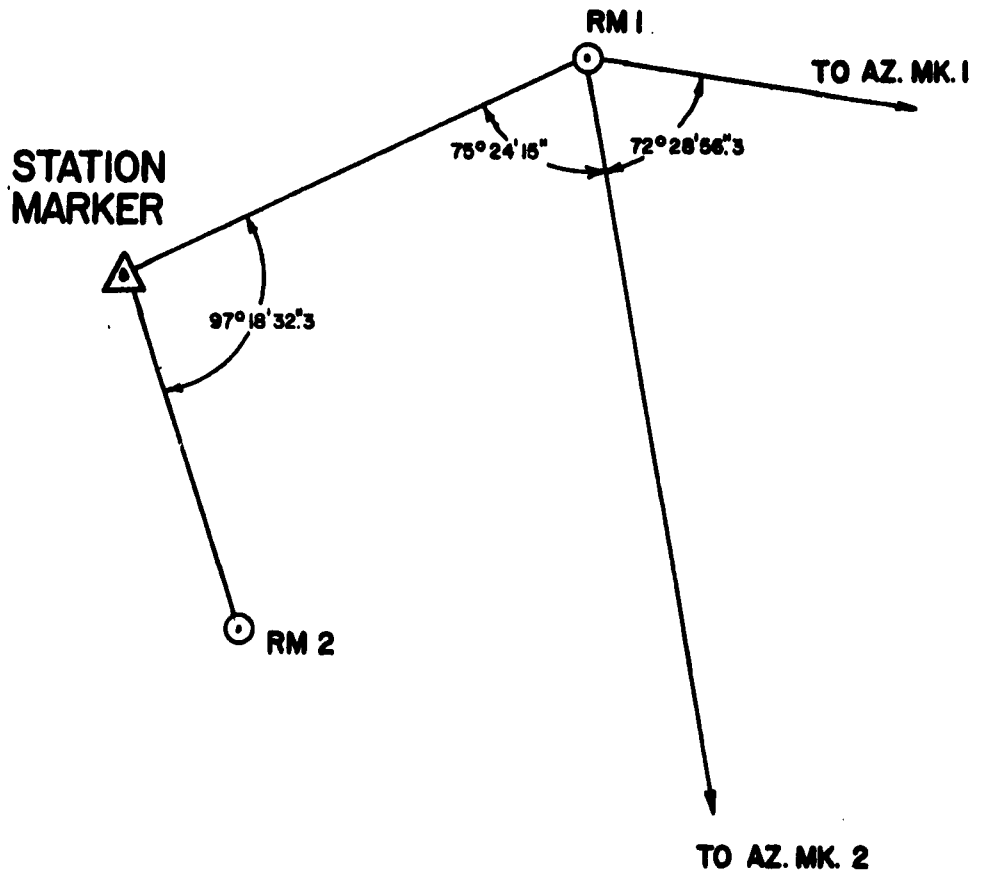 RM 1
TO AZ. MK. 1
75° 24' 15"
72° 28' 56".3
STATION
MARKER
97° 18' 32".3
RM 2
TO AZ. MK. 2